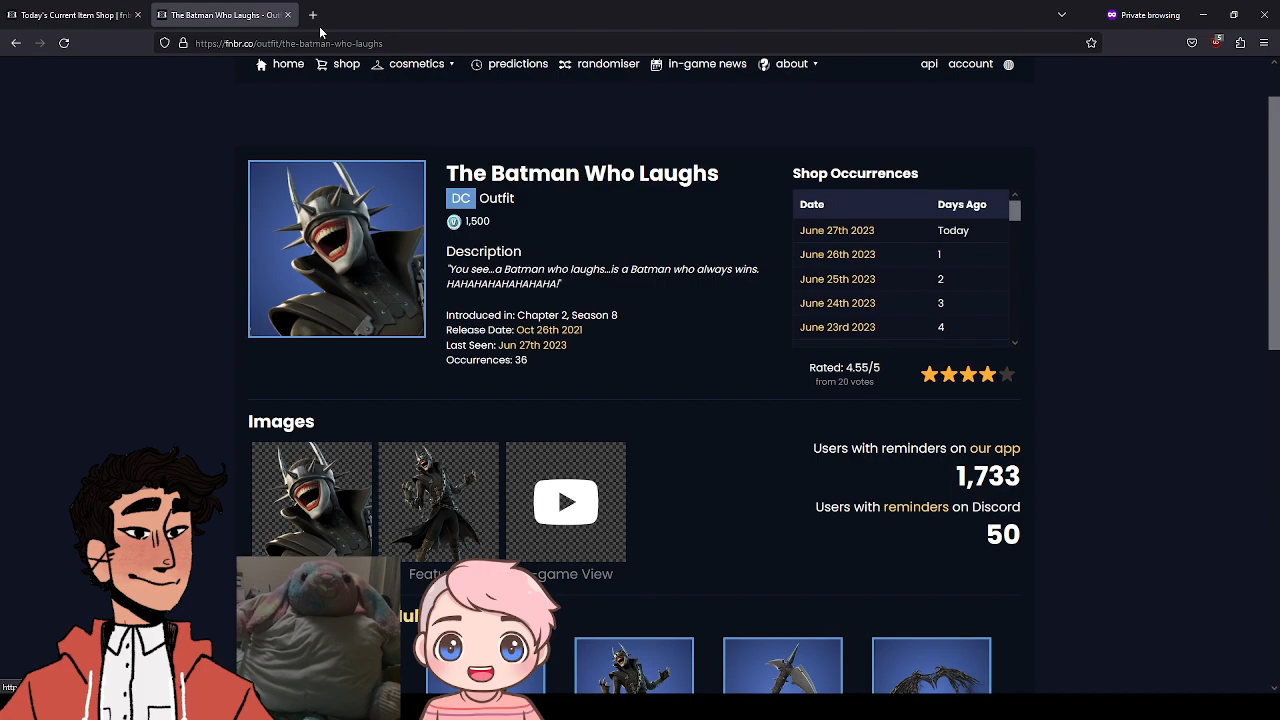 Today's Current Item Shop | fnb
The Batman Who Laughs - Out
Private browsing
https://fnbr.co/outfit/the-batman-who-laughs
5
home shop cosmetics predictions randomiser in-game news about api account
The Batman Who Laughs
DC Outfit
1,500
Description
"You see...a Batman who laughs...is a Batman who always wins.
HAHAHAHAHAHAHA!"
Introduced in: Chapter 2, Season 8
Release Date: Oct 26th 2021
Last Seen: Jun 27th 2023
Occurrences: 36
Shop Occurrences
Date Days Ago
June 27th 2023 Today
June 26th 2023 1
June 25th 2023 2
June 24th 2023 3
June 23rd 2023 4
Rated: 4.55/5
from 20 votes
Images
Users with reminders on our app
1,733
Users with reminders on Discord
50
View